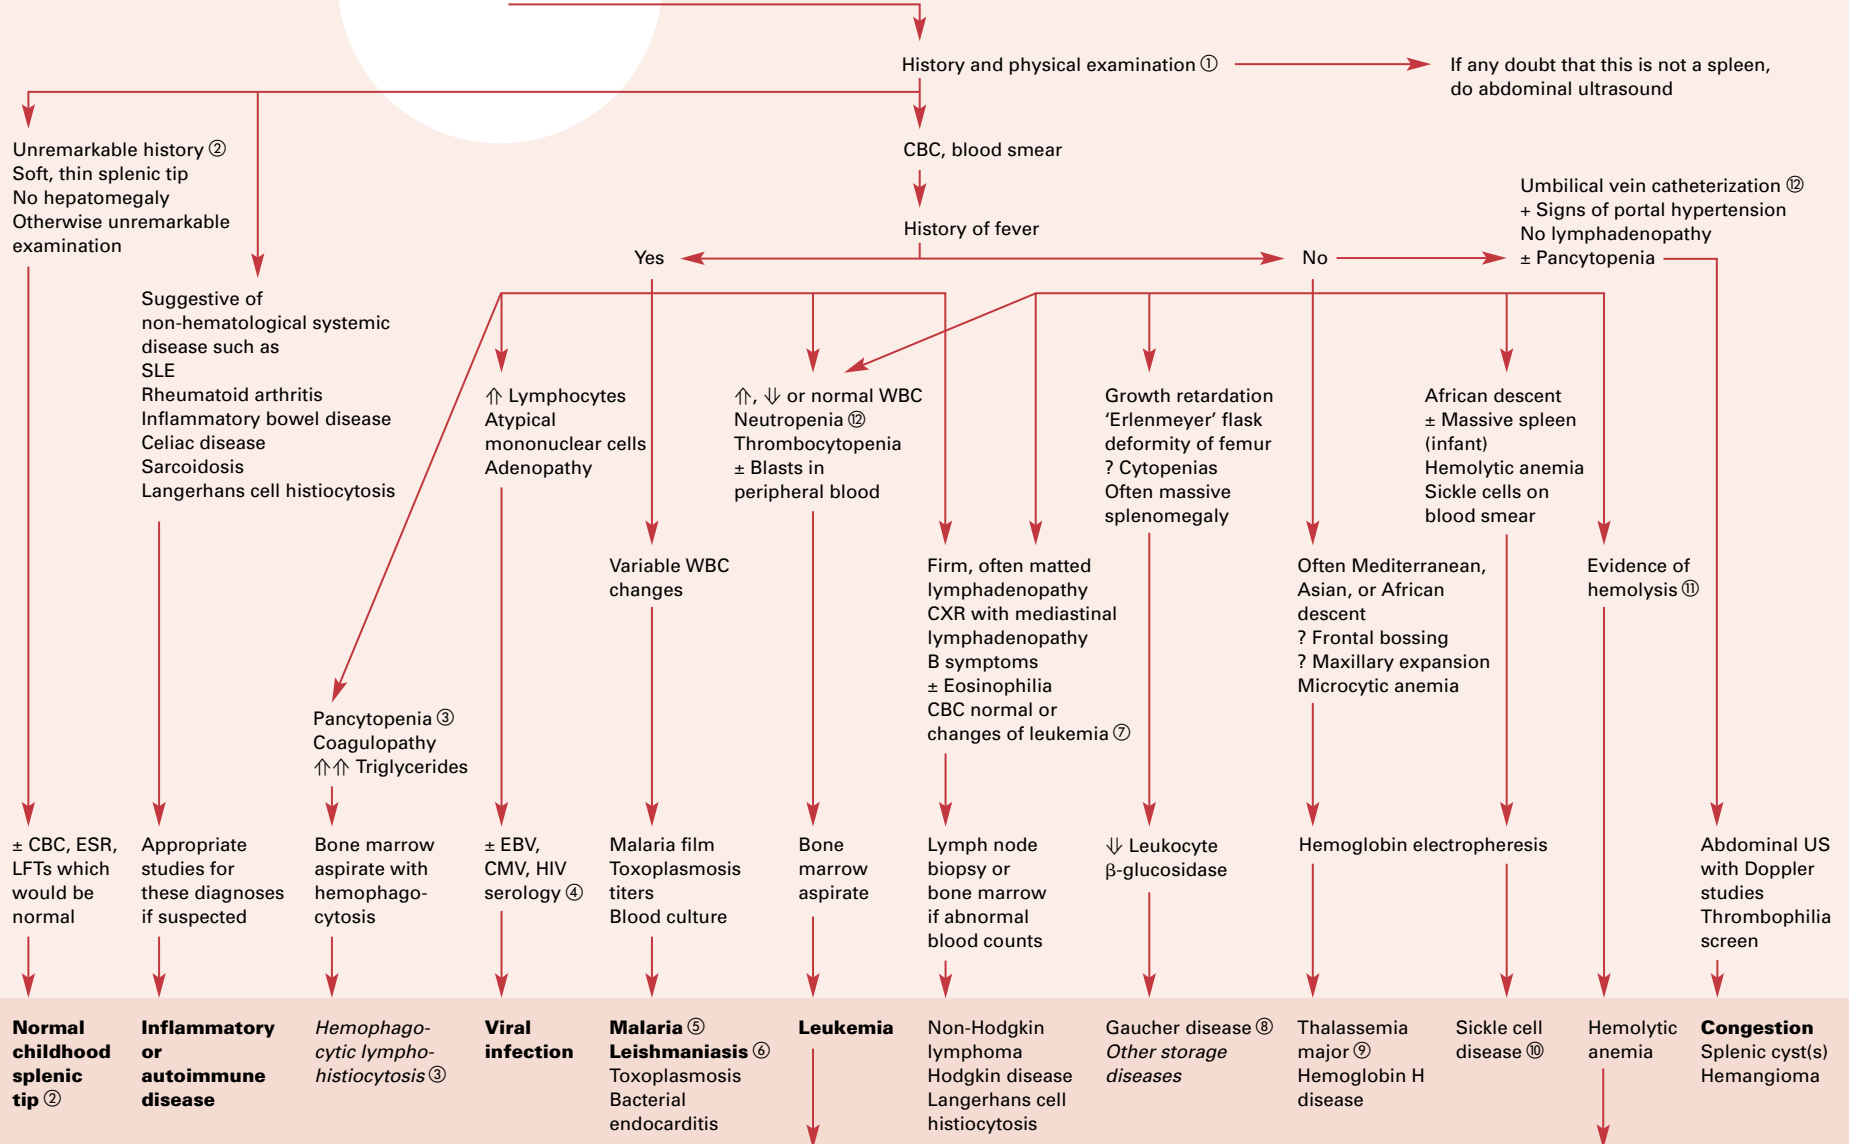 History and physical examination ①
If any doubt that this is not a spleen,
do abdominal ultrasound
Unremarkable history ②
Soft, thin splenic tip
No hepatomegaly
Otherwise unremarkable
examination
CBC, blood smear
History of fever
Yes
No
Umbilical vein catheterization ⑫
+ Signs of portal hypertension
No lymphadenopathy
± Pancytopenia
Suggestive of
non-hematological systemic
disease such as
SLE
Rheumatoid arthritis
Inflammatory bowel disease
Celiac disease
Sarcoidosis
Langerhans cell histiocytosis
⇑ Lymphocytes
Atypical
mononuclear cells
Adenopathy
⇑, ⇓ or normal WBC
Neutropenia ⑫
Thrombocytopenia
± Blasts in
peripheral blood
Growth retardation
‘Erlenmeyer’ flask
deformity of femur
? Cytopenias
Often massive
splenomegaly
African descent
± Massive spleen
(infant)
Hemolytic anemia
Sickle cells on
blood smear
Variable WBC
changes
Firm, often matted
lymphadenopathy
CXR with mediastinal
lymphadenopathy
B symptoms
± Eosinophilia
CBC normal or
changes of leukemia ⑦
Often Mediterranean,
Asian, or African
descent
? Frontal bossing
? Maxillary expansion
Microcytic anemia
Evidence of
hemolysis ⑪
Pancytopenia ③
Coagulopathy
⇑⇑ Triglycerides
± CBC, ESR,
LFTs which
would be
normal
Appropriate
studies for
these diagnoses
if suspected
Bone marrow
aspirate with
hemophago-
cytosis
± EBV,
CMV, HIV
serology ④
Malaria film
Toxoplasmosis
titers
Blood culture
Bone
marrow
aspirate
Lymph node
biopsy or
bone marrow
if abnormal
blood counts
⇓ Leukocyte
β-glucosidase
Hemoglobin electropheresis
Abdominal US
with Doppler
studies
Thrombophilia
screen
Normal
childhood
splenic
tip ②
Inflammatory
or
autoimmune
disease
Hemophago-
cytic lympho-
histiocytosis ③
Viral
infection
Malaria ⑤
Leishmaniasis ⑥
Toxoplasmosis
Bacterial
endocarditis
Leukemia
Non-Hodgkin
lymphoma
Hodgkin disease
Langerhans cell
histiocytosis
Gaucher disease ⑧
Other storage
diseases
Thalassemia
major ⑨
Hemoglobin H
disease
Sickle cell
disease ⑩
Hemolytic
anemia
Congestion
Splenic cyst(s)
Hemangioma